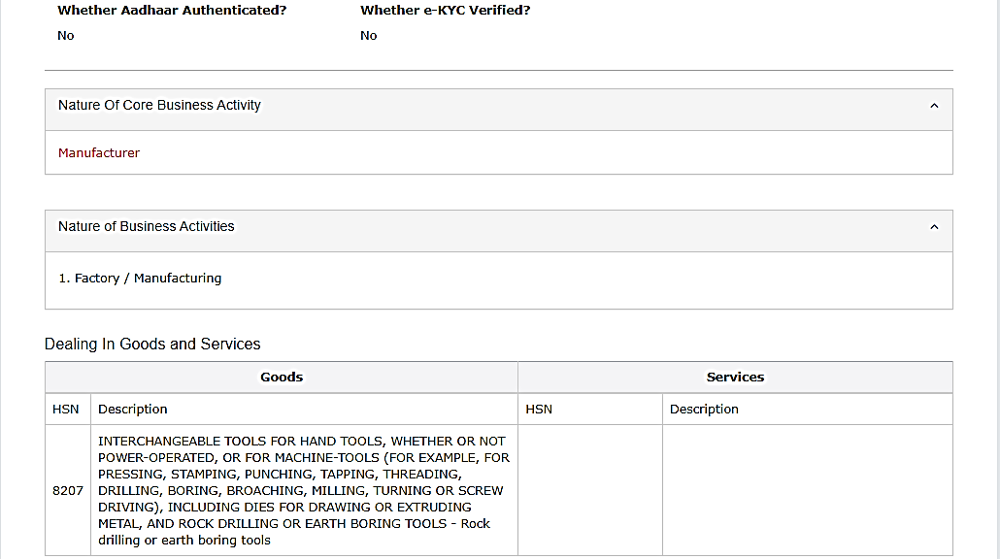 Whether Aadhaar Authenticated? Whether e-KYC Verified?
No No
Nature Of Core Business Activity
Manufacturer
Nature of Business Activities
1. Factory / Manufacturing
Dealing In Goods and Services
Goods Services
HSN Description HSN Description
8207
INTERCHANGEABLE TOOLS FOR HAND TOOLS, WHETHER OR NOT
POWER-OPERATED, OR FOR MACHINE-TOOLS (FOR EXAMPLE, FOR
PRESSING, STAMPING, PUNCHING, TAPPING, THREADING,
DRILLING, BORING, BROACHING, MILLING, TURNING OR SCREW
DRIVING), INCLUDING DIES FOR DRAWING OR EXTRUDING
METAL, AND ROCK DRILLING OR EARTH BORING TOOLS - Rock
drilling or earth boring tools